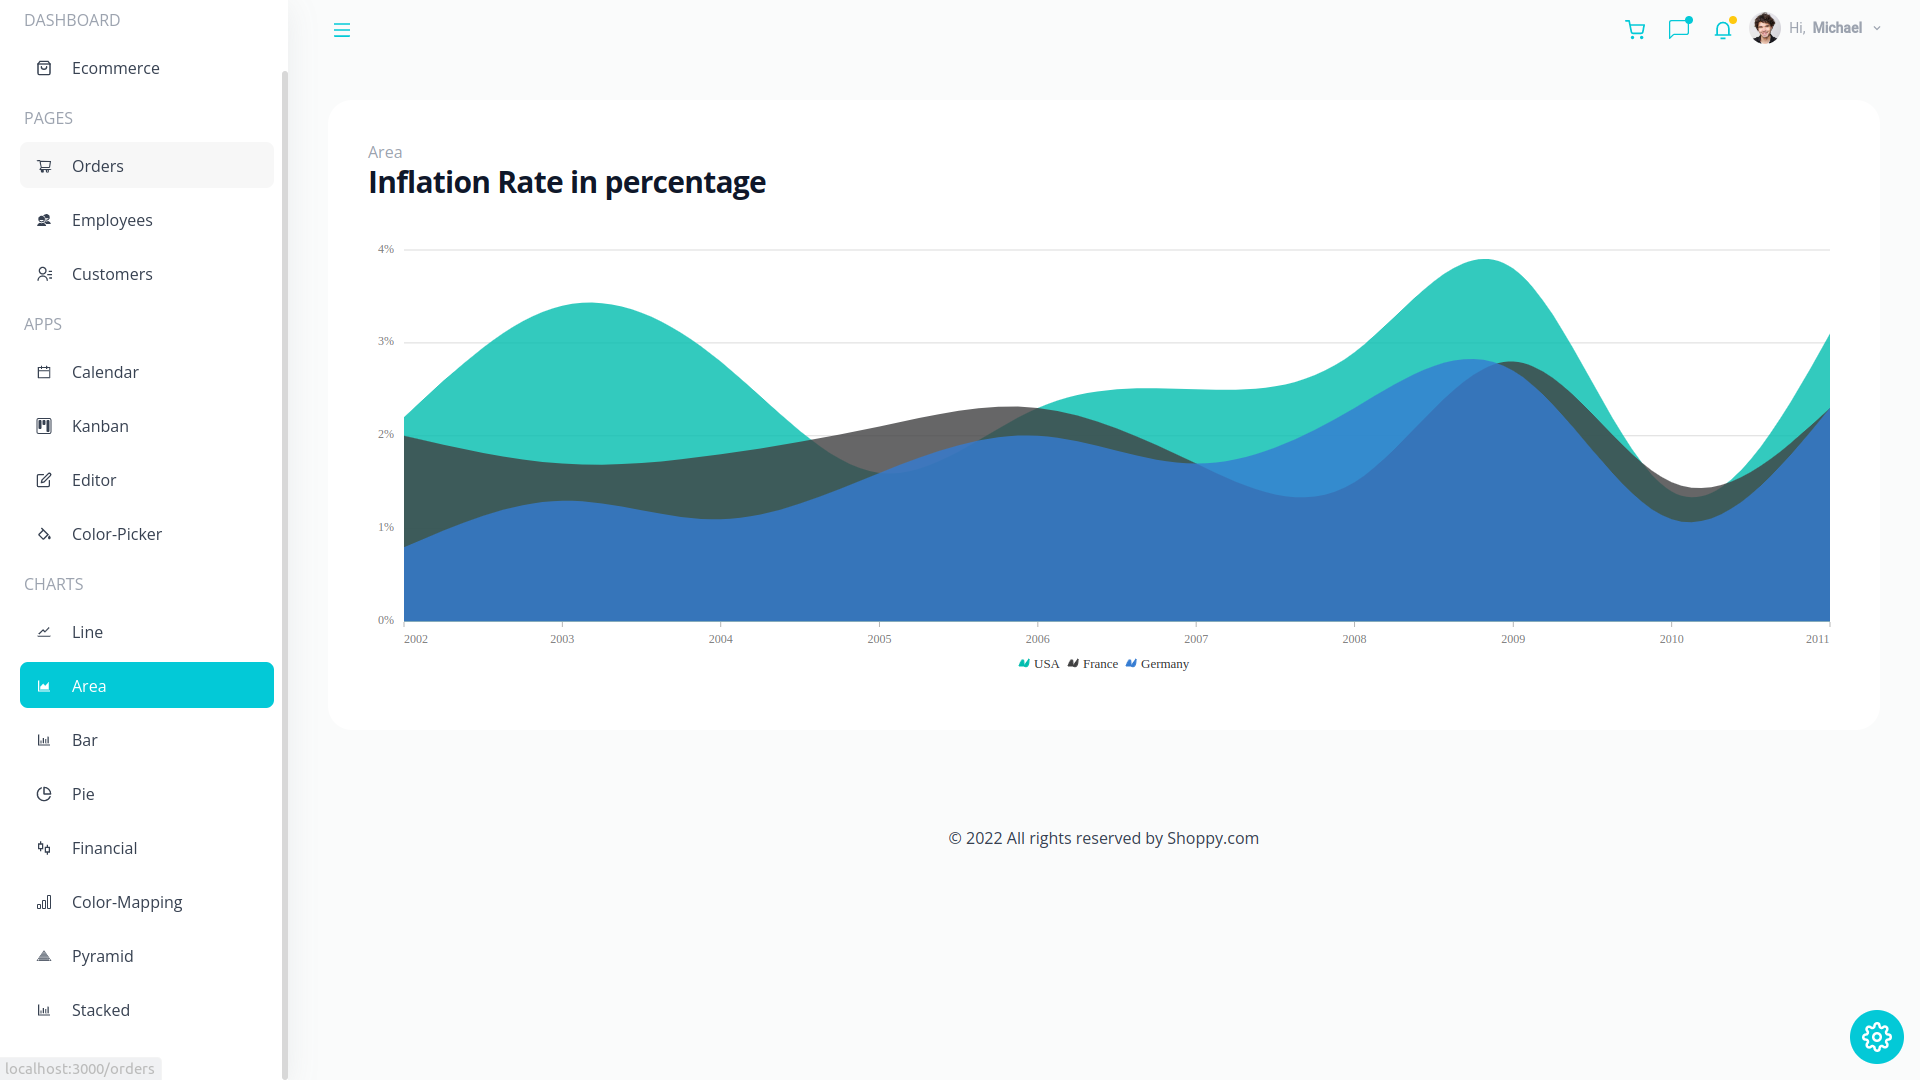 DASHBOARD
Ecommerce
PAGES
Orders
Employees
Customers
APPS
Calendar
Kanban
Editor
Color-Picker
CHARTS
Line
Area
Bar
Pie
Financial
Color-Mapping
Pyramid
Stacked
localhost:3000/orders
Hi, Michael
Area
Inflation Rate in percentage
4%
3%
2%
1%
0%
2002 2003 2004 2005 2006 2007 2008 2009 2010 2011
USA France Germany
© 2022 All rights reserved by Shoppy.com